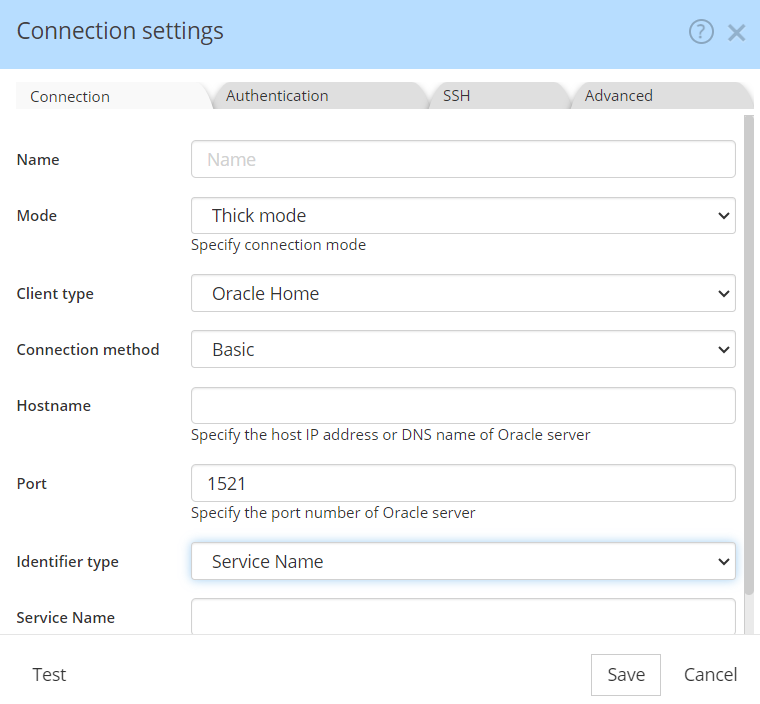 Connection settings
?
Connection Authentication SSH Advanced
Name Name
Mode Thick mode
Specify connection mode
Client type Oracle Home
Connection method Basic
Hostname
Specify the host IP address or DNS name of Oracle server
Port 1521
Specify the port number of Oracle server
Identifier type Service Name
Service Name
Test Save Cancel